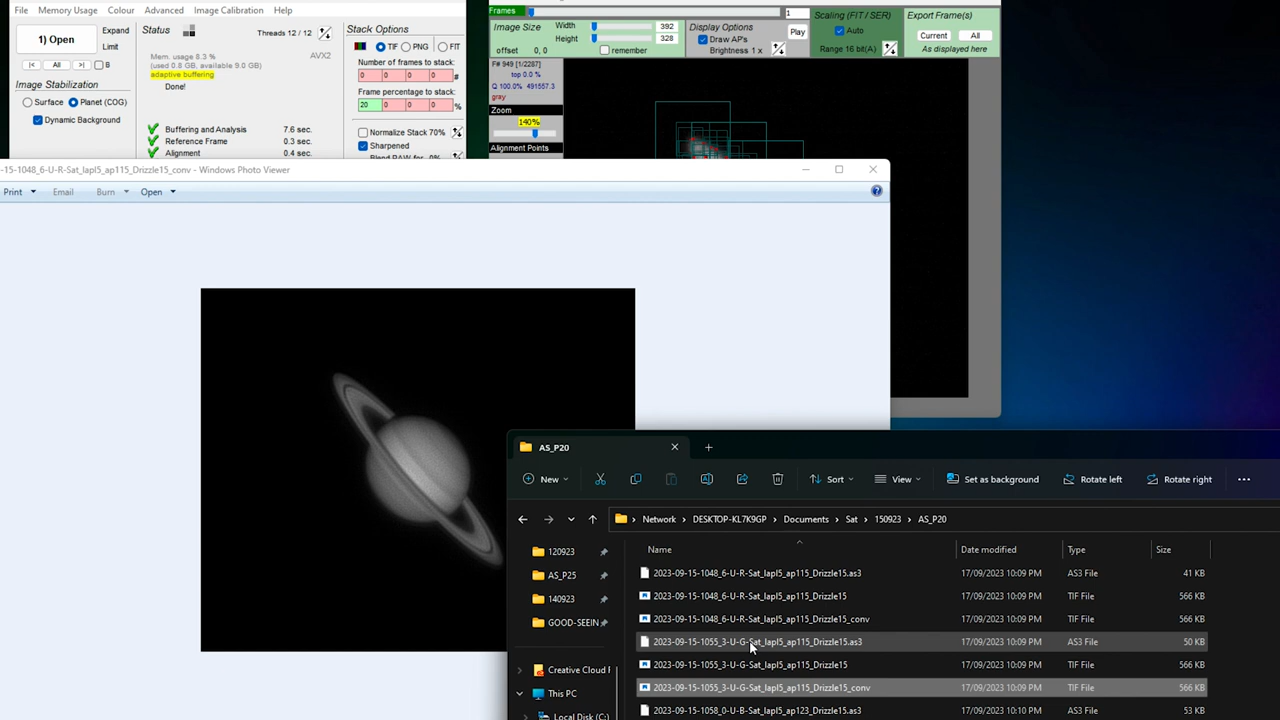 File Memory Usage Colour Advanced Image Calibration Help
1) Open
Expand
Limit
|< All >| B
Image Stabilization
Surface Planet (COG)
Dynamic Background
Status
Threads 12 / 12
Mem. usage 8.3 %
(used 0.8 GB, available 9.0 GB)
adaptive buffering
AVX2
Done!
Buffering and Analysis 7.6 sec.
Reference Frame 0.3 sec.
Alignment 0.4 sec.
Stack Options
TIF PNG FIT
Number of frames to stack:
0 0 0 0 #
Frame percentage to stack:
20 0 0 0 %
Normalize Stack 70%
Sharpened
Frames 1
Image Size
Width 392
Height 328
offset 0, 0
remember
Display Options
Draw AP's
Brightness 1 x
Play
Scaling (FIT / SER)
Auto
Range 16 bit(A)
Export Frame(s)
Current All
As displayed here
F# 949 [1/2287]
top 0.0 %
Q 100.0% 491557.3
gray
Zoom
140%
Alignment Points
-15-1048_6-U-R-Sat_lapl5_ap115_Drizzle15_conv - Windows Photo Viewer
Print Email Burn Open
AS_P20
New Sort View Set as background Rotate left Rotate right
Network > DESKTOP-KL7K9GP > Documents > Sat > 150923 > AS_P20
120923
AS_P25
140923
GOOD-SEEIN
Creative Cloud F
This PC
Local Disk (C:)
Name Date modified Type Size
2023-09-15-1048_6-U-R-Sat_lapl5_ap115_Drizzle15.as3 17/09/2023 10:09 PM AS3 File 41 KB
2023-09-15-1048_6-U-R-Sat_lapl5_ap115_Drizzle15 17/09/2023 10:09 PM TIF File 566 KB
2023-09-15-1048_6-U-R-Sat_lapl5_ap115_Drizzle15_conv 17/09/2023 10:09 PM TIF File 566 KB
2023-09-15-1055_3-U-G-Sat_lapl5_ap115_Drizzle15.as3 17/09/2023 10:09 PM AS3 File 50 KB
2023-09-15-1055_3-U-G-Sat_lapl5_ap115_Drizzle15 17/09/2023 10:09 PM TIF File 566 KB
2023-09-15-1055_3-U-G-Sat_lapl5_ap115_Drizzle15_conv 17/09/2023 10:09 PM TIF File 566 KB
2023-09-15-1058_0-U-B-Sat_lapl5_ap123_Drizzle15.as3 17/09/2023 10:10 PM AS3 File 53 KB